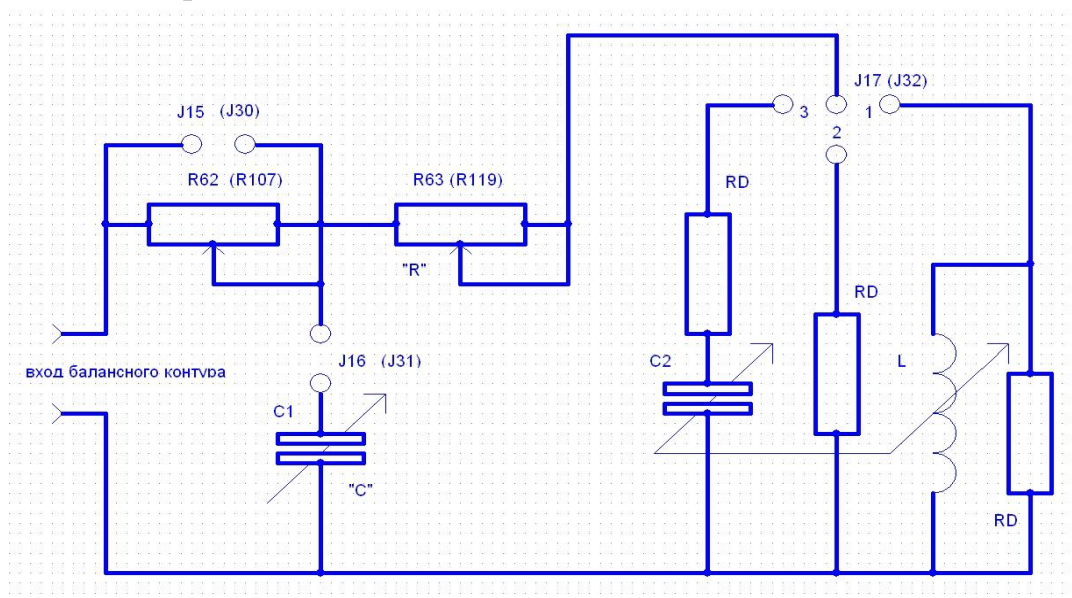 J17 (J32)
J15 (J30)
3
1
2
R62 (R107)
R63 (R119)
RD
"R"
RD
J16 (J31)
C2
L
вход балансного контура
C1
"C"
RD